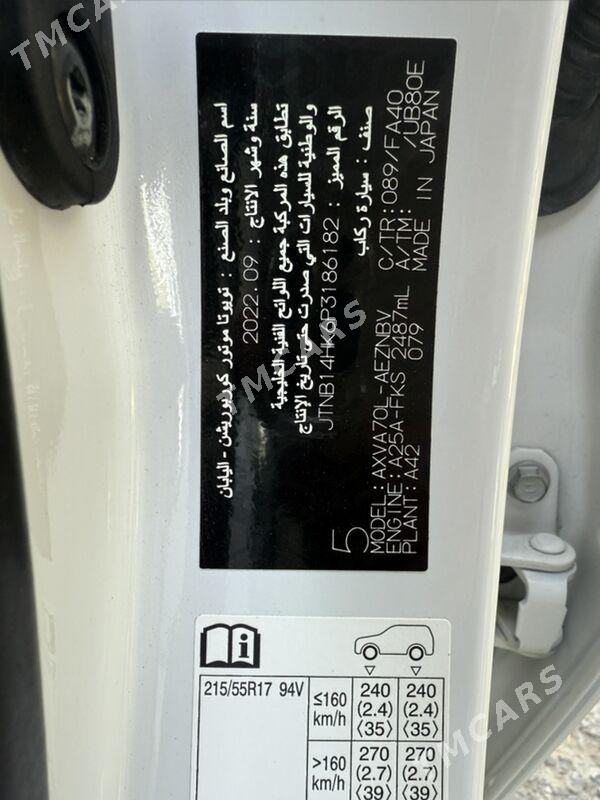 TMCARS
اسم الصانع وبلد الصنع : تويوتا موتور كوربوريشن - اليابان
سنة وشهر الانتاج : 2022.09
تطابق هذه المركبة جميع اللوائح الفنية الخليجية
والوطنية للسيارات التي صدرت حتى تاريخ الإنتاج
الرقم المميز : JTNB14HK6P3186182
صنف : سيارة ركاب
5
MODEL: AXVA70L-AEZNBV C/TR: 089/FA40
ENGINE: A25A-FKS 2487mL A/TM: /UB80E
PLANT: A42 079 MADE IN JAPAN
TMCARS
TMCARS
TMCARS
215/55R17 94V
≤160 km/h
240 (2.4) ⟨35⟩
240 (2.4) ⟨35⟩
>160 km/h
270 (2.7) ⟨39⟩
270 (2.7) ⟨39⟩
TMCARS